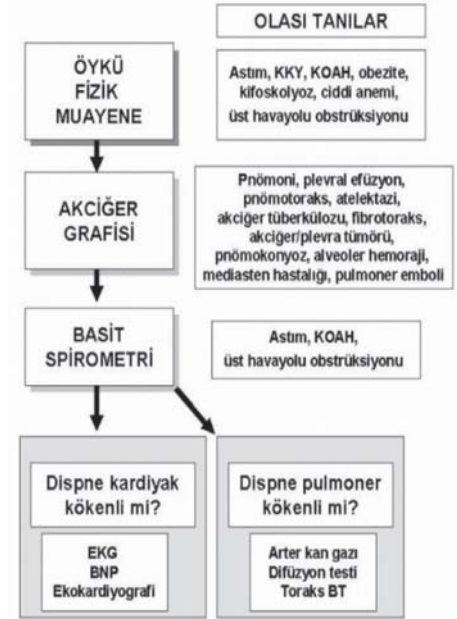 OLASI TANILAR
ÖYKÜ
FİZİK
MUAYENE
Astım, KKY, KOAH, obezite,
kifoskolyoz, ciddi anemi,
üst havayolu obstrüksiyonu
AKCİĞER
GRAFİSİ
Pnömoni, plevral efüzyon,
pnömotoraks, atelektazi,
akciğer tüberkülozu, fibrotoraks,
akciğer/plevra tümörü,
pnömokonyoz, alveoler hemoraji,
mediasten hastalığı, pulmoner emboli
BASİT
SPİROMETRİ
Astım, KOAH,
üst havayolu obstrüksiyonu
Dispne kardiyak
kökenli mi?
EKG
BNP
Ekokardiyografi
Dispne pulmoner
kökenli mi?
Arter kan gazı
Difüzyon testi
Toraks BT